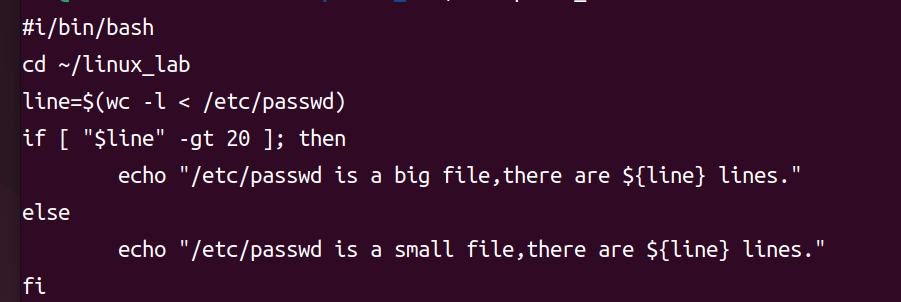 #i/bin/bash
cd ~/linux_lab
line=$(wc -l < /etc/passwd)
if [ "$line" -gt 20 ]; then
        echo "/etc/passwd is a big file,there are ${line} lines."
else
        echo "/etc/passwd is a small file,there are ${line} lines."
fi